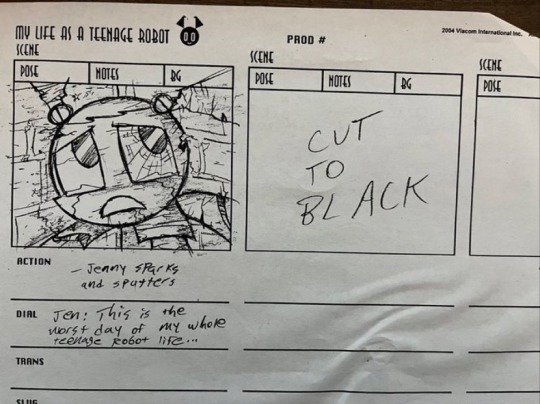 MY LIFE AS A TEENAGE ROBOT
PROD #
2004 Viacom International Inc.
SCENE
POSE NOTES BG
SCENE
POSE NOTES BG
CUT
TO
BLACK
SCENE
POSE
ACTION
- Jenny sparks
and sputters
DIAL
Jen: This is the
worst day of my whole
teenage robot life...
TRANS
SLUG